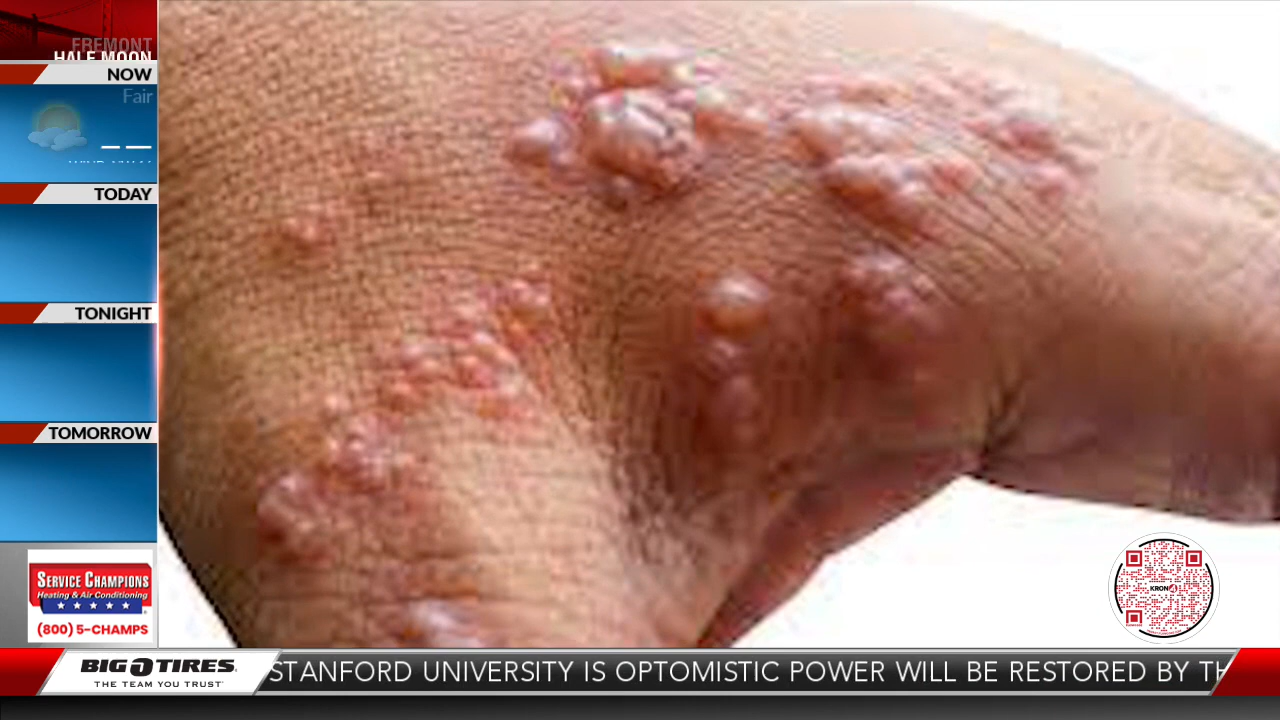 FREMONT
HALF MOON
NOW
Fair
TODAY
TONIGHT
TOMORROW
SERVICE CHAMPIONS
Heating & Air Conditioning
(800) 5-CHAMPS
KRON4
BIG O TIRES
THE TEAM YOU TRUST
STANFORD UNIVERSITY IS OPTOMISTIC POWER WILL BE RESTORED BY